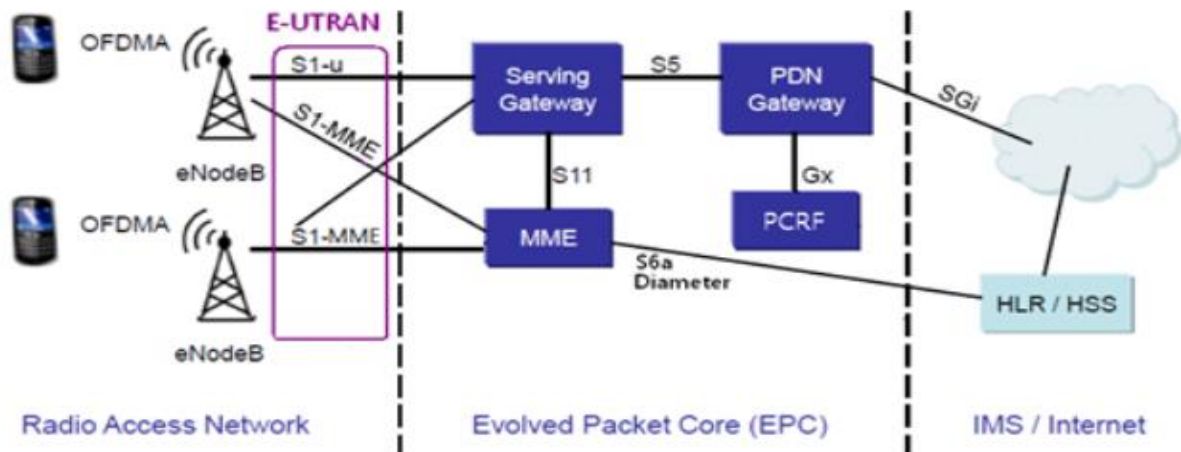 E-UTRAN
OFDMA
S1-u
Serving
Gateway
S5
PDN
Gateway
SGi
S1-MME
eNodeB
S11
Gx
OFDMA
S1-MME
MME
PCRF
S6a
Diameter
HLR / HSS
eNodeB
Radio Access Network
Evolved Packet Core (EPC)
IMS / Internet